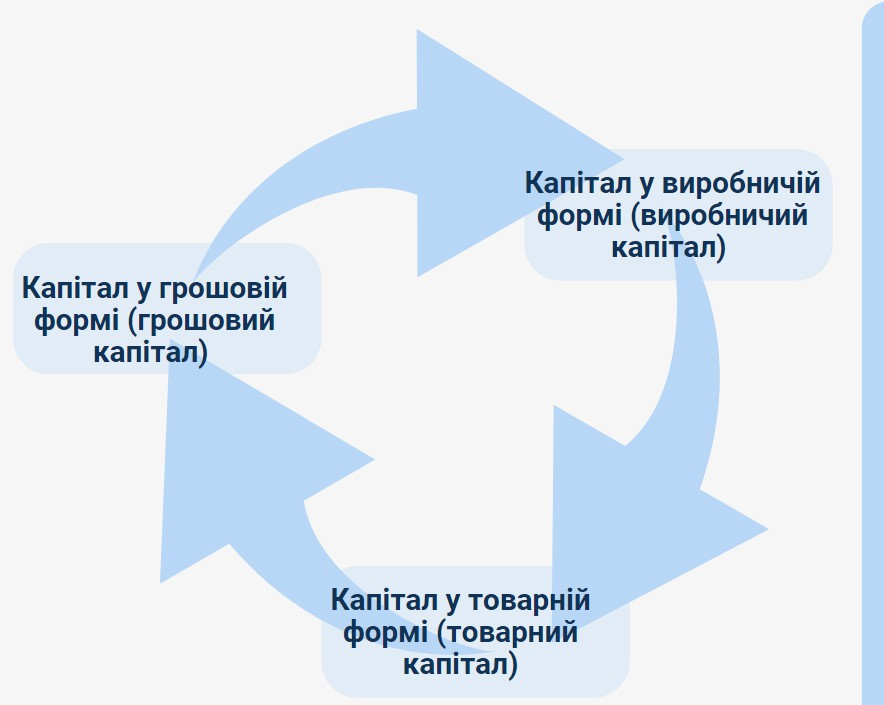 Капітал у виробничій
формі (виробничий
капітал)
Капітал у грошовій
формі (грошовий
капітал)
Капітал у товарній
формі (товарний
капітал)